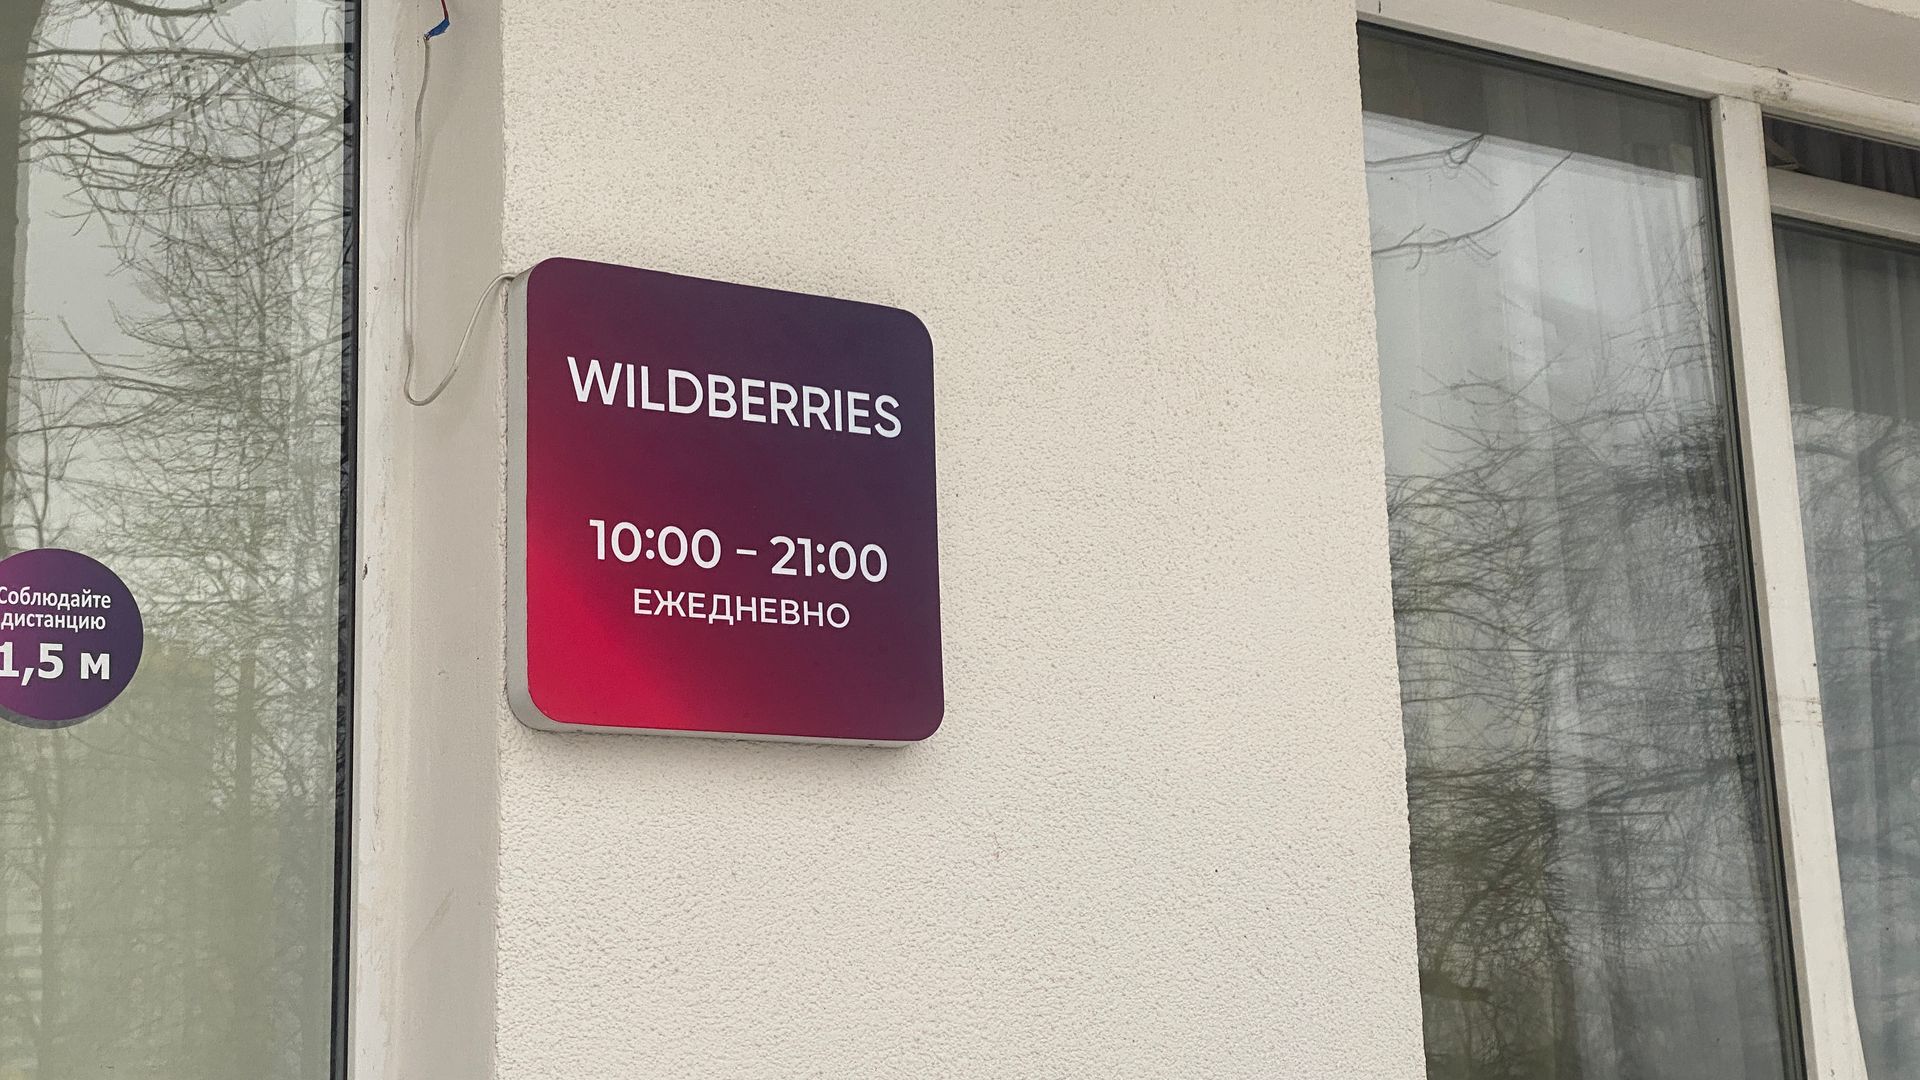 WILDBERRIES
10:00 – 21:00
ЕЖЕДНЕВНО
Соблюдайте
дистанцию
1,5 м